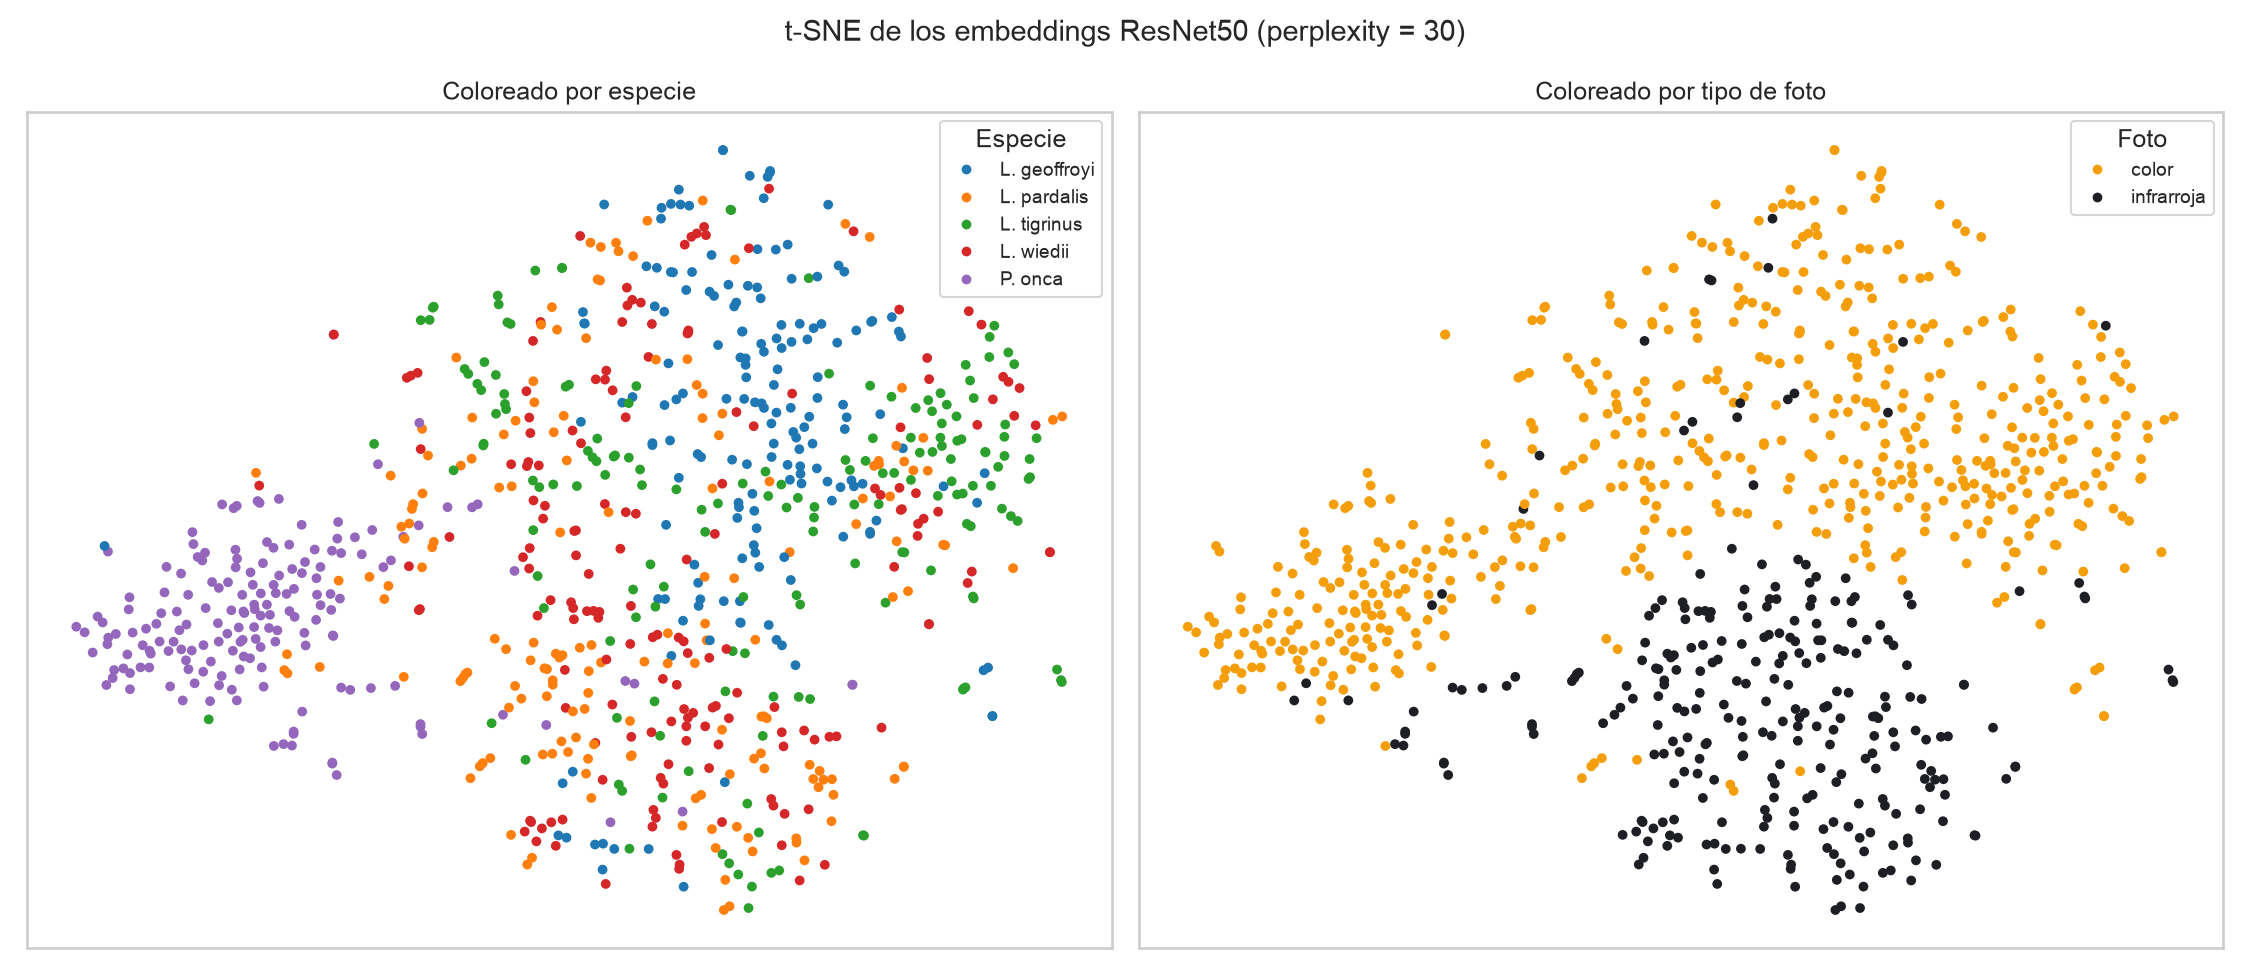 t-SNE de los embeddings ResNet50 (perplexity = 30)
Coloreado por especie
Especie
L. geoffroyi
L. pardalis
L. tigrinus
L. wiedii
P. onca
Coloreado por tipo de foto
Foto
color
infrarroja